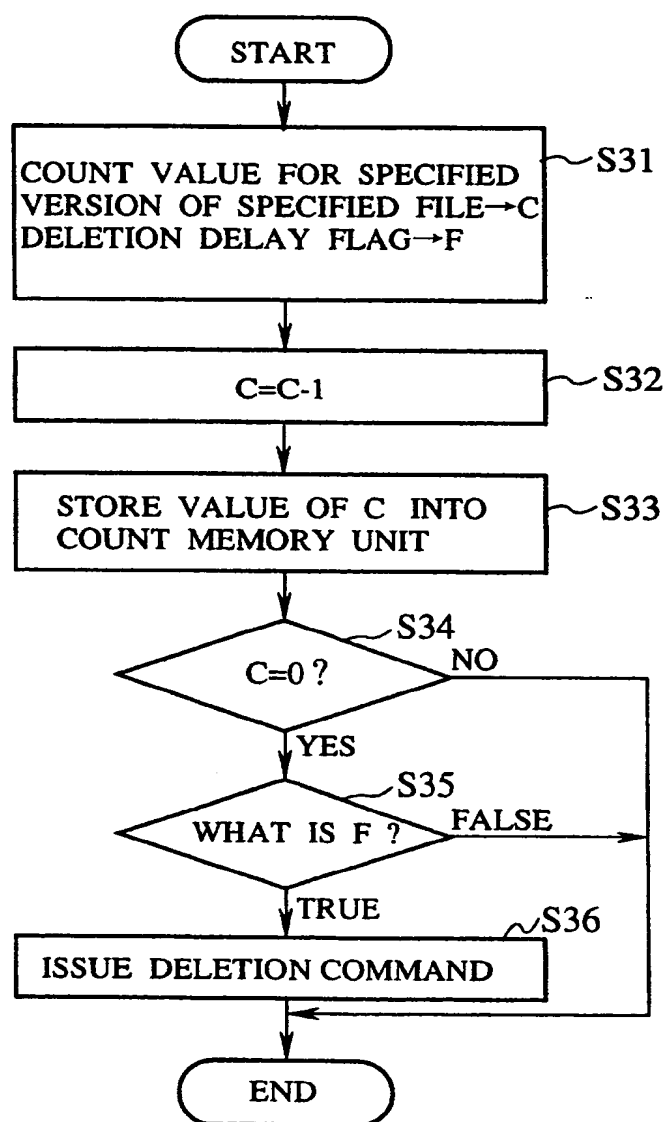 START
S31
COUNT VALUE FOR SPECIFIED
VERSION OF SPECIFIED FILE→C
DELETION DELAY FLAG→F
S32
C=C-1
S33
STORE VALUE OF C INTO
COUNT MEMORY UNIT
S34
C=0?
NO
YES
S35
WHAT IS F ?
FALSE
TRUE
S36
ISSUE DELETION COMMAND
END